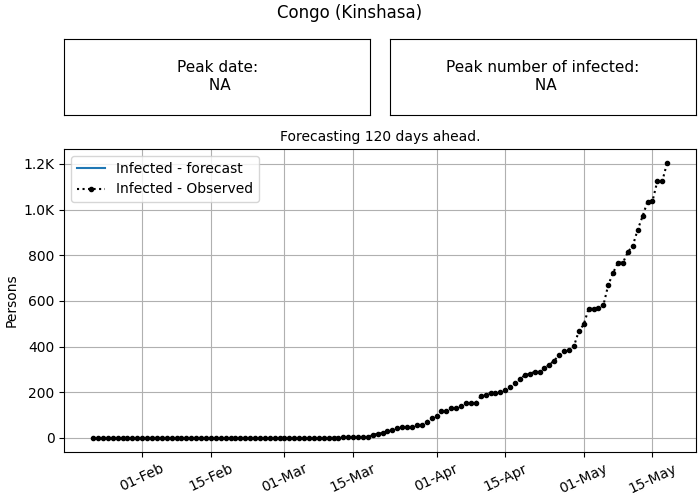 Congo (Kinshasa)
Peak date:
NA
Peak number of infected:
NA
Forecasting 120 days ahead.
Infected - forecast
Infected - Observed
1.2K
1.0K
800
600
400
200
0
Persons
01-Feb
15-Feb
01-Mar
15-Mar
01-Apr
15-Apr
01-May
15-May